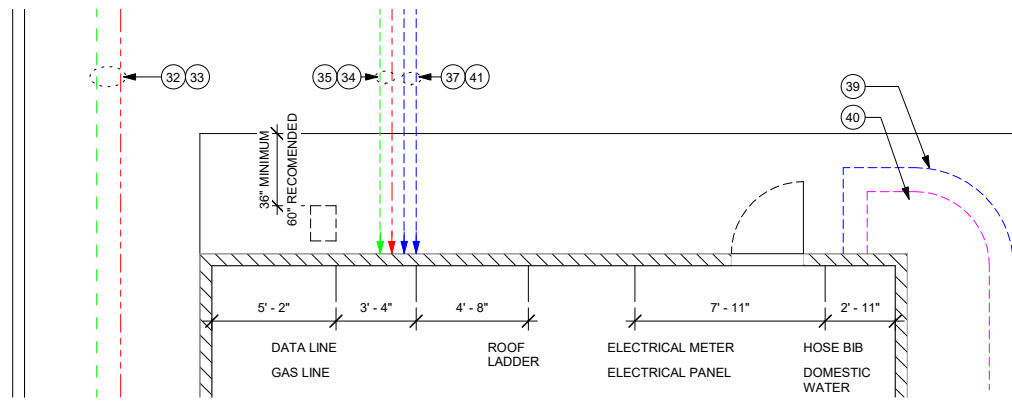 32 33
35 34
37 41
39
40
36" MINIMUM
60" RECOMENDED
5' - 2"
3' - 4"
4' - 8"
7' - 11"
2' - 11"
DATA LINE
GAS LINE
ROOF
LADDER
ELECTRICAL METER
ELECTRICAL PANEL
HOSE BIB
DOMESTIC
WATER